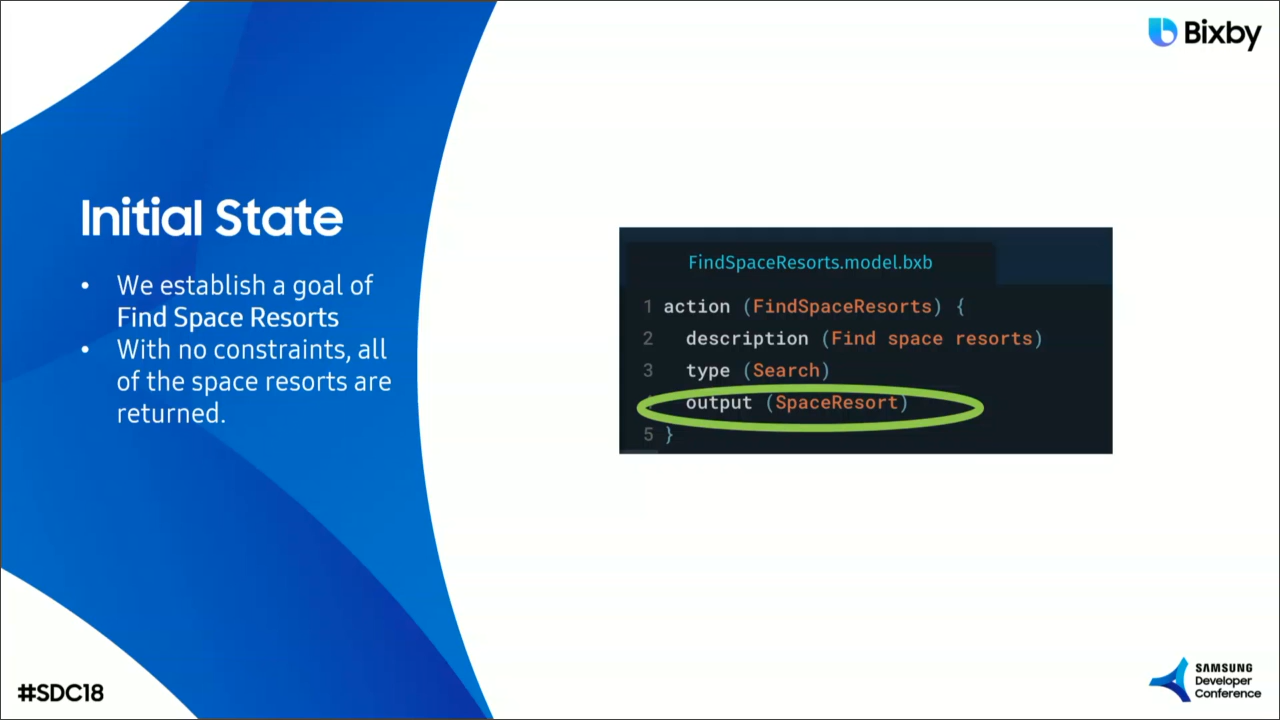 Bixby
Initial State
• We establish a goal of
Find Space Resorts
• With no constraints, all
of the space resorts are
returned.
FindSpaceResorts.model.bxb
1 action (FindSpaceResorts) {
2 description (Find space resorts)
3 type (Search)
output (SpaceResort)
5 }
#SDC18
SAMSUNG
Developer
Conference